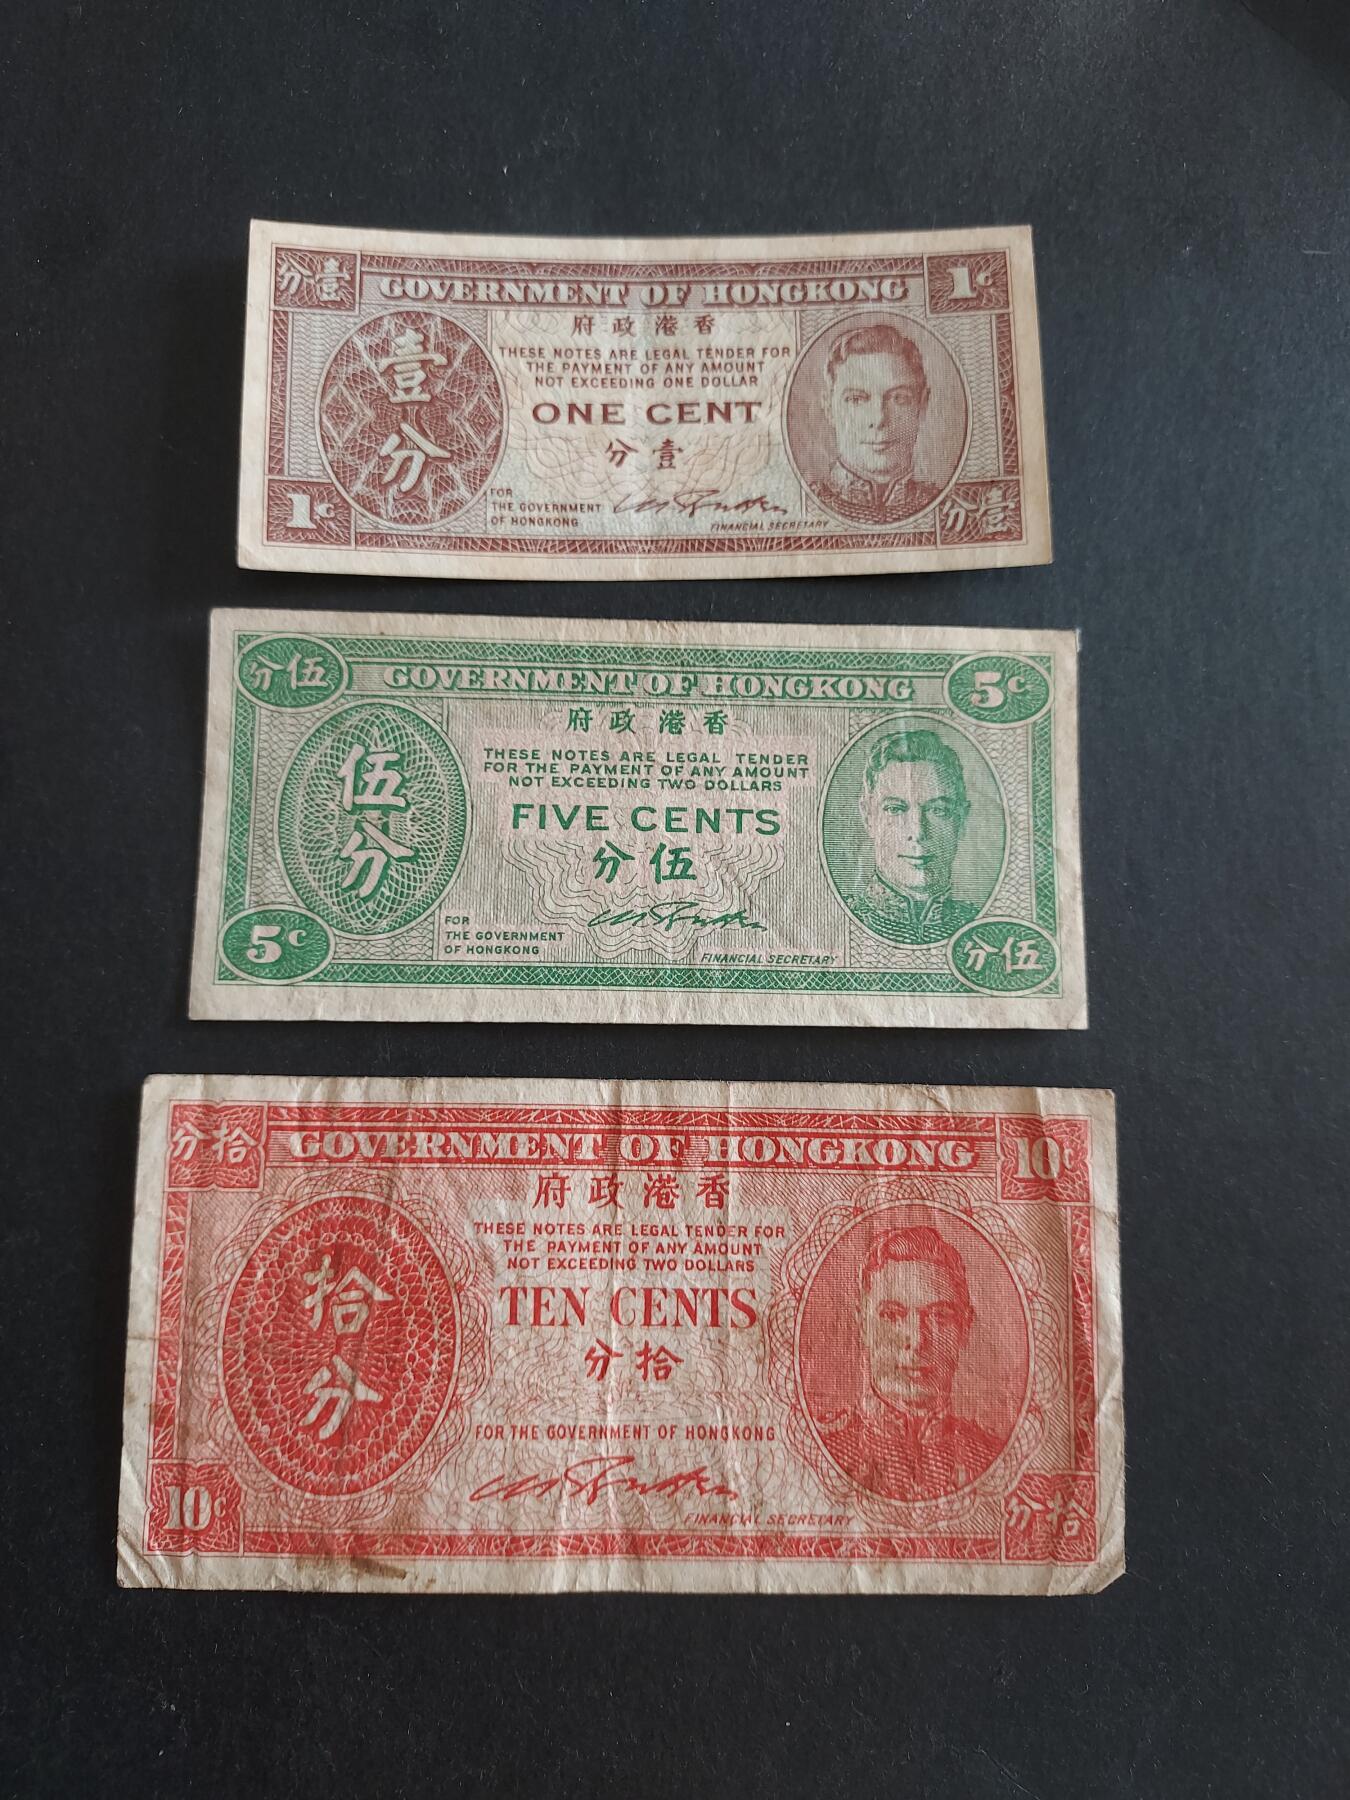 分壹
GOVERNMENT OF HONGKONG
1c
府政港香
壹
分
THESE NOTES ARE LEGAL TENDER FOR
THE PAYMENT OF ANY AMOUNT
NOT EXCEEDING ONE DOLLAR
ONE CENT
分壹
FOR
THE GOVERNMENT
OF HONGKONG
FINANCIAL SECRETARY
1c
分壹
分伍
GOVERNMENT OF HONGKONG
5c
府政港香
伍
分
THESE NOTES ARE LEGAL TENDER
FOR THE PAYMENT OF ANY AMOUNT
NOT EXCEEDING TWO DOLLARS
FIVE CENTS
分伍
FOR
THE GOVERNMENT
OF HONGKONG
FINANCIAL SECRETARY
5c
分伍
分拾
GOVERNMENT OF HONGKONG
10c
府政港香
拾
分
THESE NOTES ARE LEGAL TENDER FOR
THE PAYMENT OF ANY AMOUNT
NOT EXCEEDING TWO DOLLARS
TEN CENTS
分拾
FOR THE GOVERNMENT OF HONGKONG
FINANCIAL SECRETARY
10c
分拾